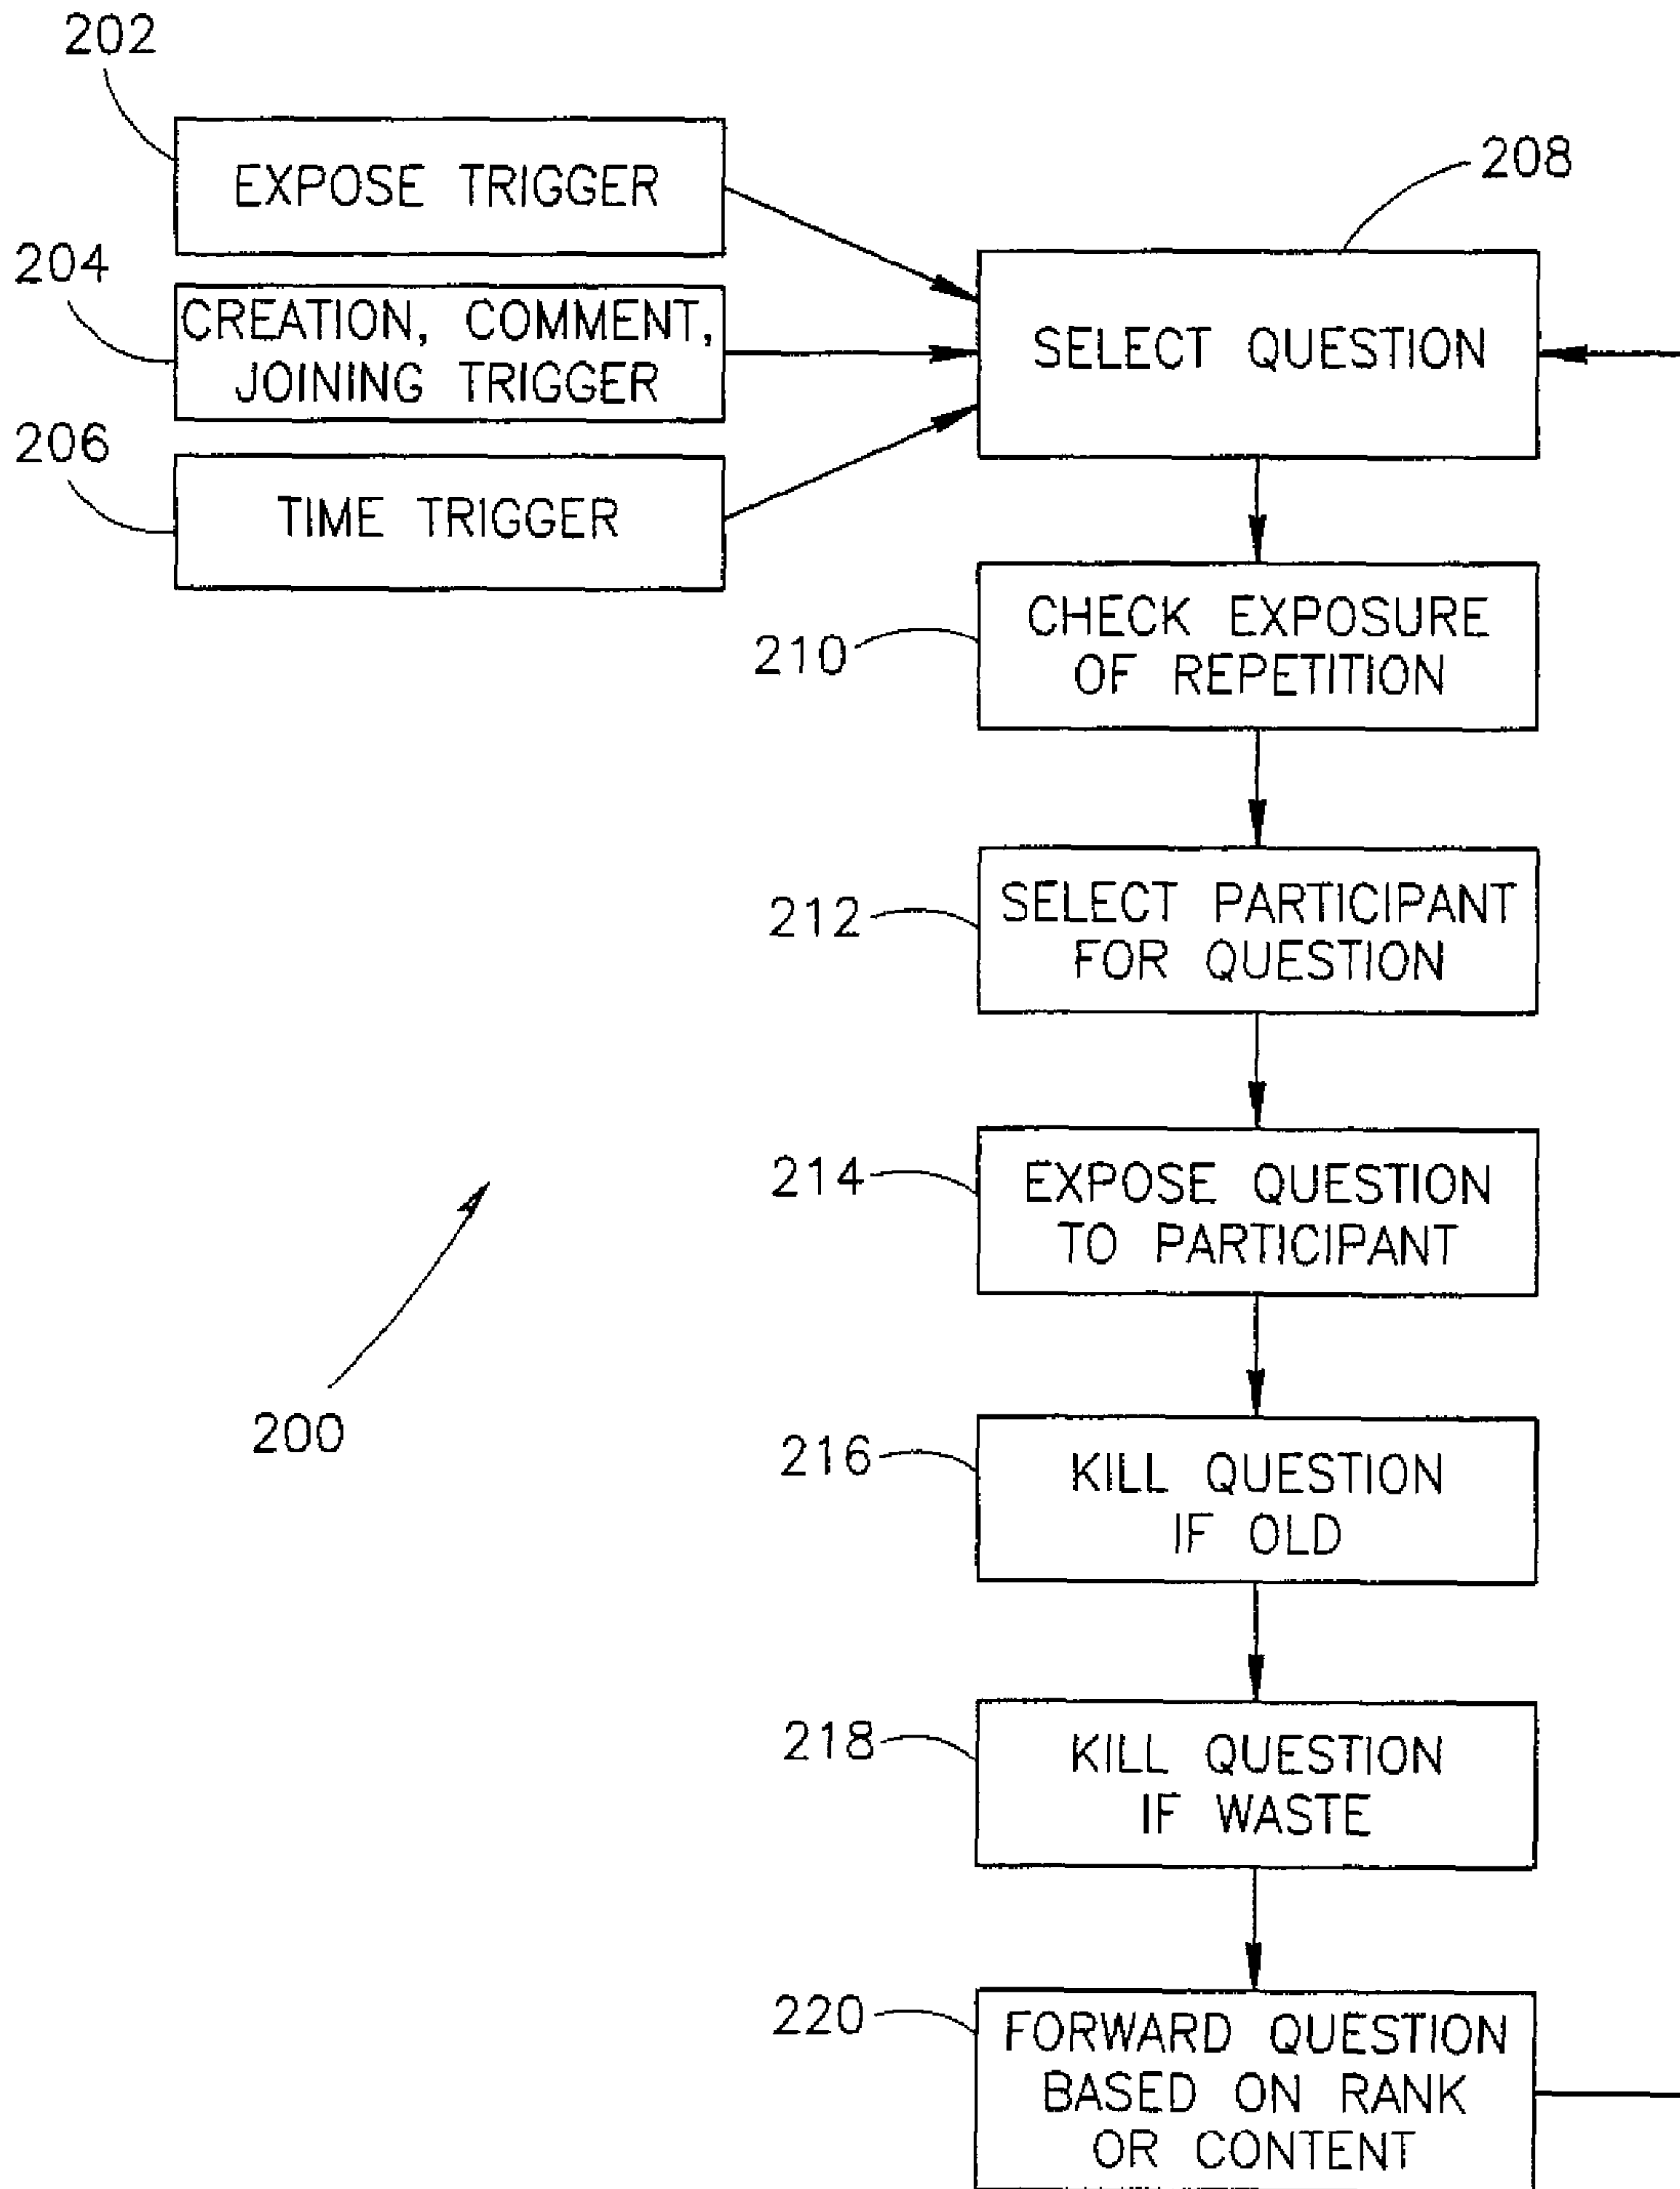 202
EXPOSE TRIGGER
208
204
CREATION, COMMENT,
JOINING TRIGGER
SELECT QUESTION
206
TIME TRIGGER
210
CHECK EXPOSURE
OF REPETITION
212
SELECT PARTICIPANT
FOR QUESTION
214
EXPOSE QUESTION
TO PARTICIPANT
200
216
KILL QUESTION
IF OLD
218
KILL QUESTION
IF WASTE
220
FORWARD QUESTION
BASED ON RANK
OR CONTENT